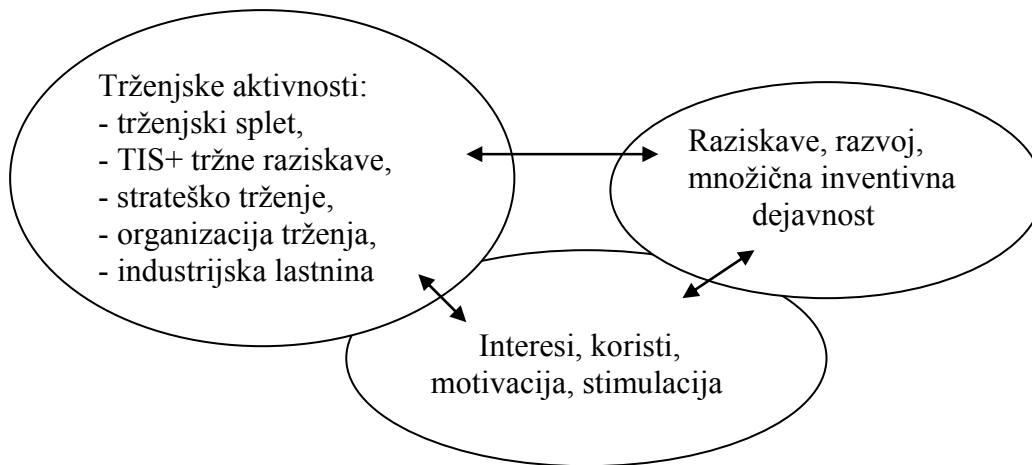 Trženjske aktivnosti:
- trženjski splet,
- TIS+ tržne raziskave,
- strateško trženje,
- organizacija trženja,
- industrijska lastnina
Raziskave, razvoj,
množična inventivna
dejavnost
Interesi, koristi,
motivacija, stimulacija